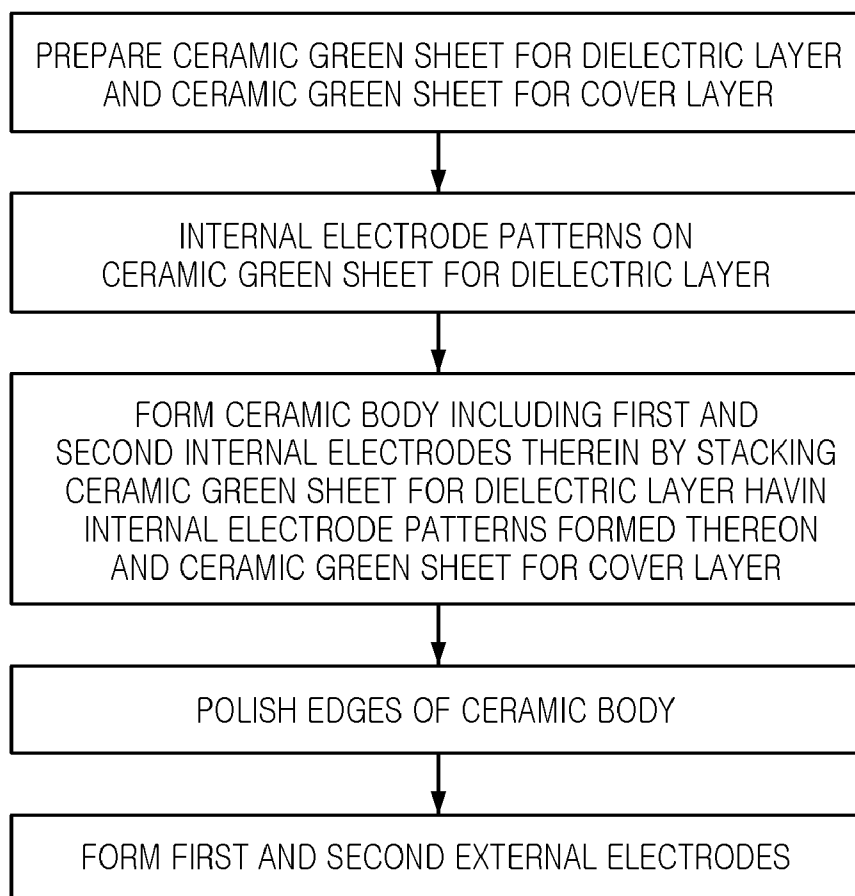 PREPARE CERAMIC GREEN SHEET FOR DIELECTRIC LAYER
AND CERAMIC GREEN SHEET FOR COVER LAYER
INTERNAL ELECTRODE PATTERNS ON
CERAMIC GREEN SHEET FOR DIELECTRIC LAYER
FORM CERAMIC BODY INCLUDING FIRST AND
SECOND INTERNAL ELECTRODES THEREIN BY STACKING
CERAMIC GREEN SHEET FOR DIELECTRIC LAYER HAVIN
INTERNAL ELECTRODE PATTERNS FORMED THEREON
AND CERAMIC GREEN SHEET FOR COVER LAYER
POLISH EDGES OF CERAMIC BODY
FORM FIRST AND SECOND EXTERNAL ELECTRODES